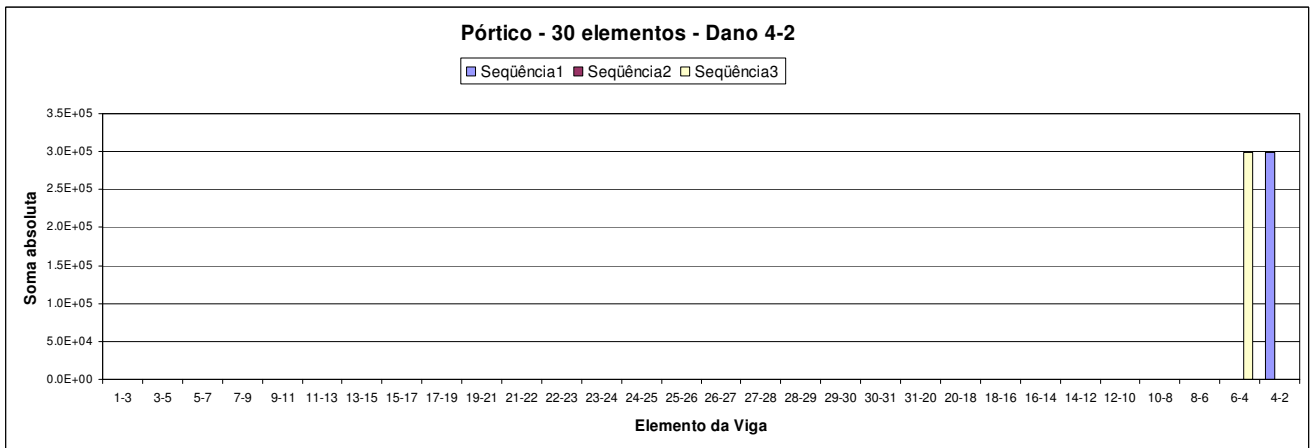 Pórtico - 30 elementos - Dano 4-2
Seqüência1 Seqüência2 Seqüência3
3.5E+05
3.0E+05
2.5E+05
2.0E+05
1.5E+05
1.0E+05
5.0E+04
0.0E+00
Soma absoluta
1-3 3-5 5-7 7-9 9-11 11-13 13-15 15-17 17-19 19-21 21-22 22-23 23-24 24-25 25-26 26-27 27-28 28-29 29-30 30-31 31-20 20-18 18-16 16-14 14-12 12-10 10-8 8-6 6-4 4-2
Elemento da Viga